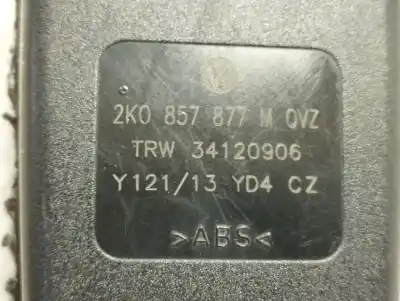 2K0 857 877 M QVZ
TRW 34120906
Y121/13 YD4 CZ
>ABS<